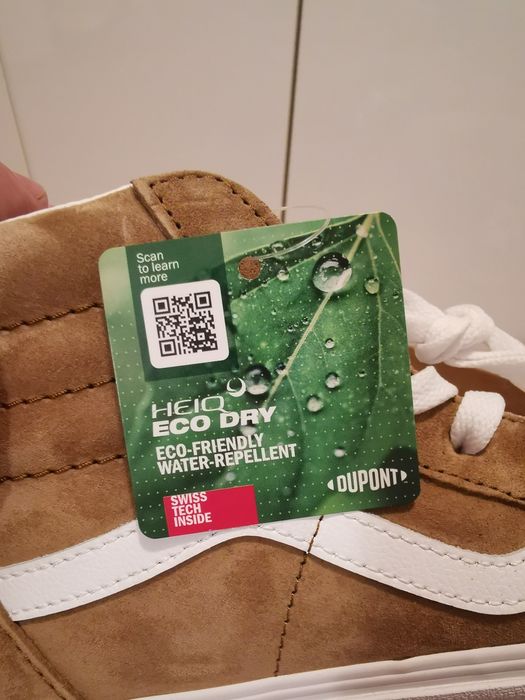 Scan
to learn
more
HEIQ
ECO DRY
ECO-FRIENDLY
WATER-REPELLENT
SWISS
TECH
INSIDE
DUPONT